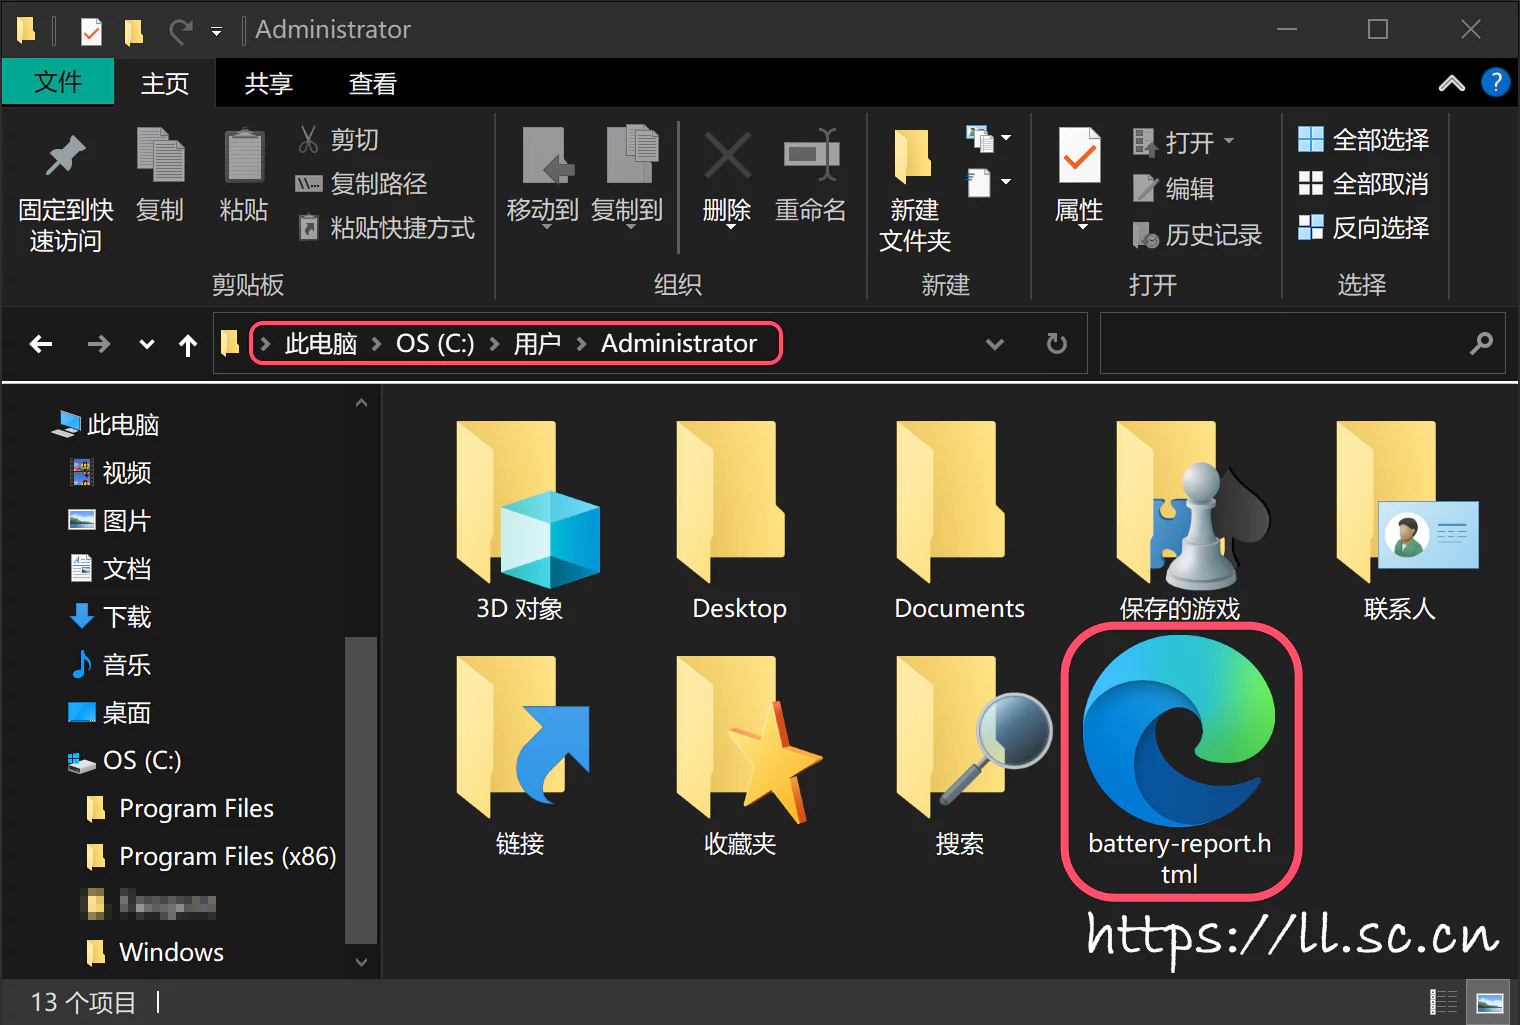 Administrator
文件
主页
共享
查看
?
固定到快
速访问
复制
粘贴
剪切
复制路径
粘贴快捷方式
剪贴板
移动到
复制到
删除
重命名
组织
新建
文件夹
新建
属性
打开
编辑
历史记录
打开
全部选择
全部取消
反向选择
选择
此电脑 > OS (C:) > 用户 > Administrator
此电脑
视频
图片
文档
下载
音乐
桌面
OS (C:)
Program Files
Program Files (x86)
Windows
3D 对象
Desktop
Documents
保存的游戏
联系人
链接
收藏夹
搜索
battery-report.h
tml
https://ll.sc.cn
13 个项目